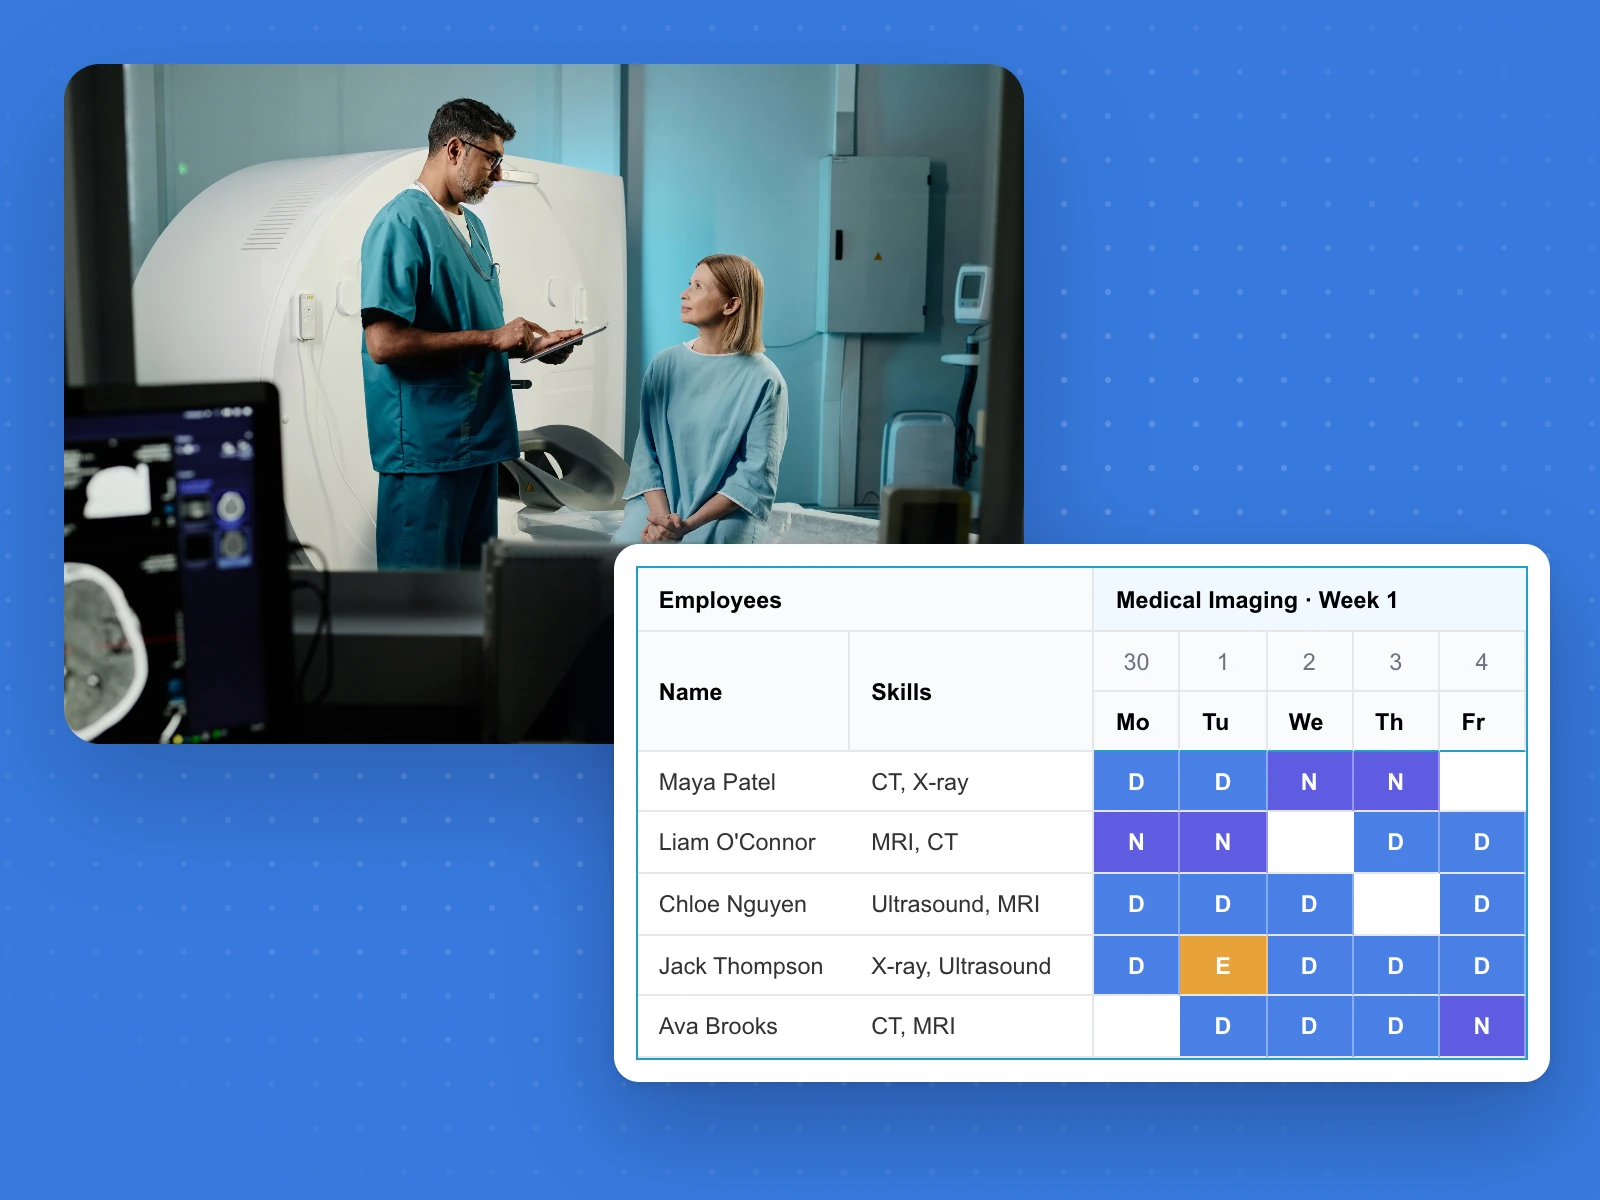 Employees Medical Imaging · Week 1
Name Skills 30 1 2 3 4
Mo Tu We Th Fr
Maya Patel CT, X-ray D D N N
Liam O'Connor MRI, CT N N D D
Chloe Nguyen Ultrasound, MRI D D D D
Jack Thompson X-ray, Ultrasound D E D D D
Ava Brooks CT, MRI D D D N